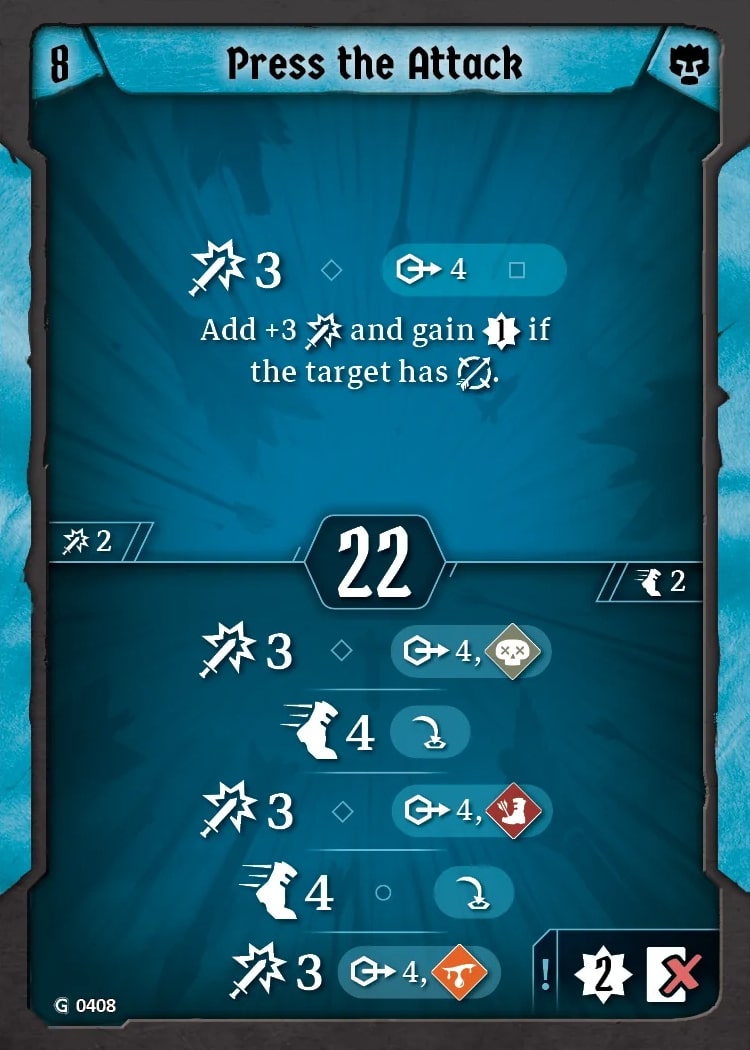 8 Press the Attack
3 4
Add +3 and gain 1 if
the target has .
2
22
2
3 4,
4
3 4,
4
3 4,
! 2
G 0408